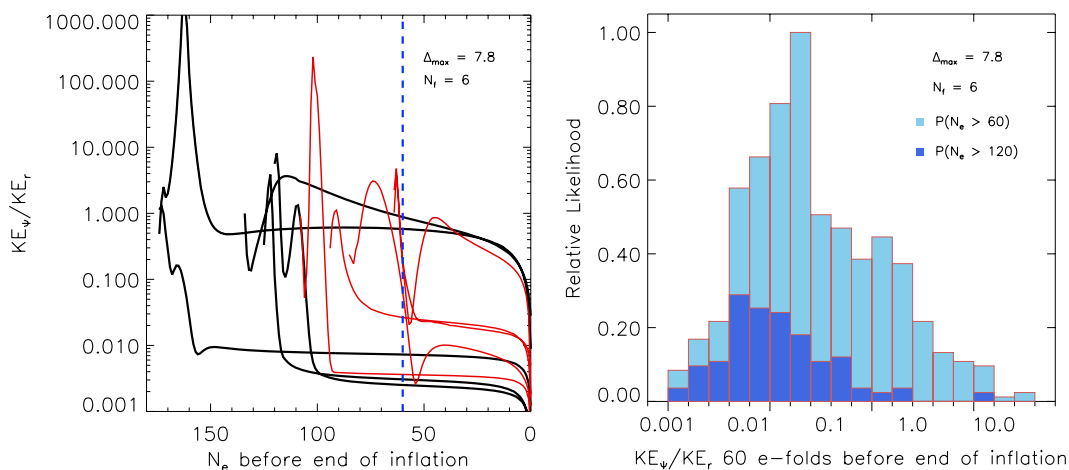 1000.000
100.000
10.000
1.000
0.100
0.010
0.001
KE_Ψ/KE_r
Δ_max = 7.8
N_f = 6
150
100
50
0
N_e before end of inflation
1.00
0.80
0.60
0.40
0.20
0.00
Relative Likelihood
Δ_max = 7.8
N_f = 6
P(N_e > 60)
P(N_e > 120)
0.001
0.01
0.1
1.0
10.0
KE_Ψ/KE_r 60 e-folds before end of inflation